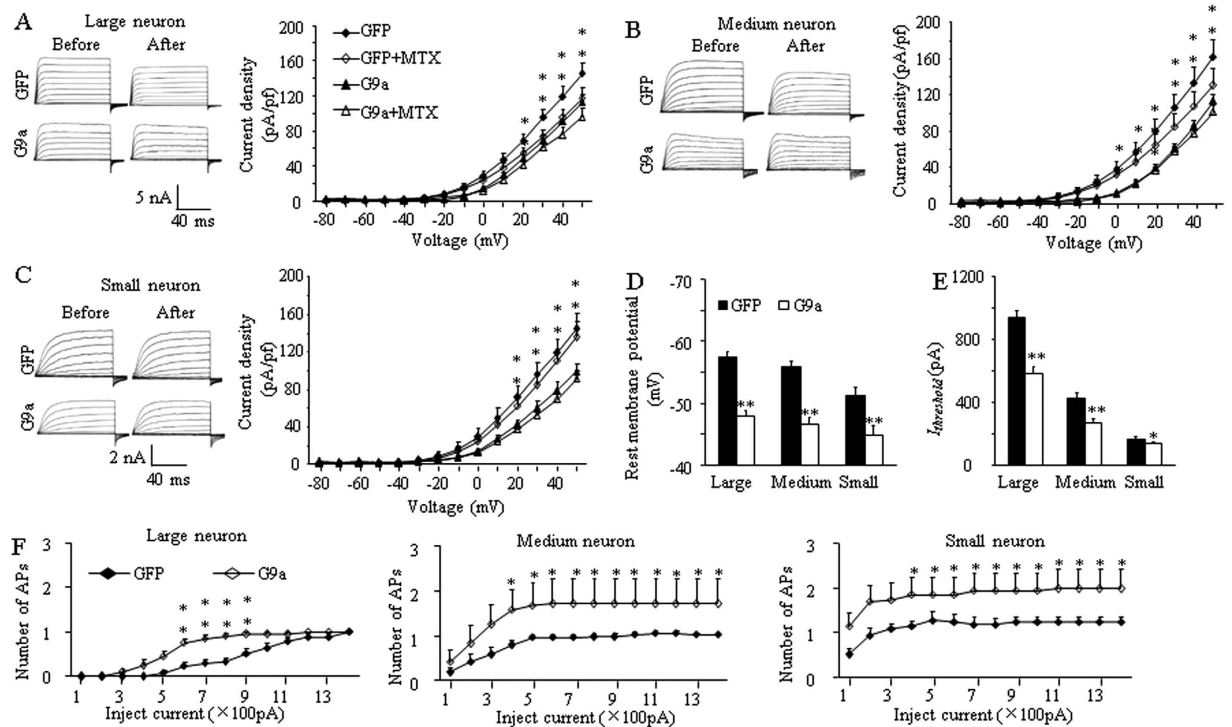 A
Large neuron
Before
After
GFP
G9a
5 nA
40 ms
Current density
(pA/pf)
200
160
120
80
40
0
-80
-60
-40
-20
0
20
40
Voltage (mV)
GFP
GFP+MTX
G9a
G9a+MTX
* * * *
* * *
B
Medium neuron
Before
After
GFP
G9a
Current density (pA/pf)
200
160
120
80
40
0
-80
-60
-40
-20
0
20
40
Voltage (mV)
* * * * * *
* * * *
C
Small neuron
Before
After
GFP
G9a
2 nA
40 ms
Current density
(pA/pf)
200
160
120
80
40
0
-80
-60
-40
-20
0
20
40
Voltage (mV)
* * * *
* * * *
D
Rest membrane potential
(mV)
-70
-60
-50
-40
GFP
G9a
**
**
**
Large
Medium
Small
E
Ithreshold (pA)
1200
800
400
0
**
**
*
Large
Medium
Small
F
Large neuron
Number of APs
3
2
1
0
GFP
G9a
* * * *
* * * *
1
3
5
7
9
11
13
Inject current (×100pA)
Medium neuron
Number of APs
3
2
1
0
* * * * * * * * * * *
1
3
5
7
9
11
13
Inject current (×100pA)
Small neuron
Number of APs
3
2
1
0
* * * * * * * * * * *
1
3
5
7
9
11
13
Inject current (×100pA)